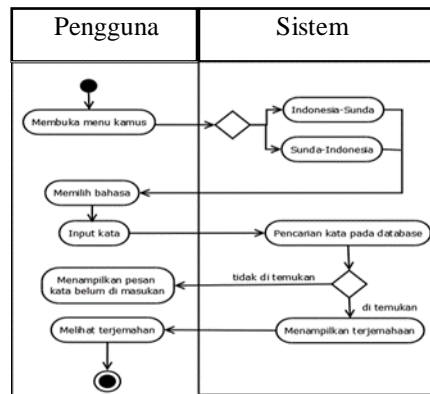 Pengguna
Sistem
Membuka menu kamus
Indonesia-Sunda
Sunda-Indonesia
Memilih bahasa
Input kata
Pencarian kata pada database
tidak di temukan
Menampilkan pesan
kata belum di masukan
di temukan
Melihat terjemahan
Menampilkan terjemahaan